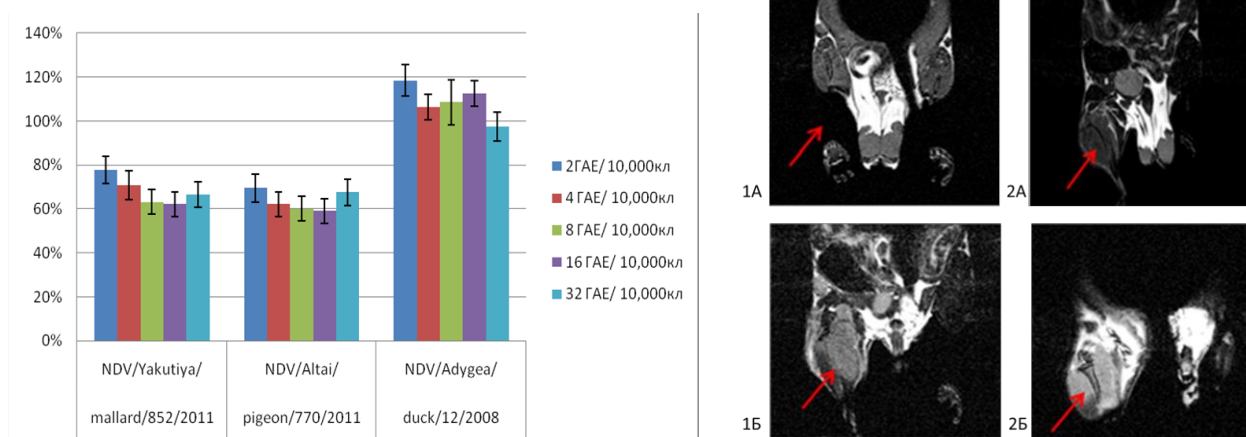 140%
120%
100%
80%
60%
40%
20%
0%
NDV/Yakutiya/
mallard/852/2011
NDV/Altai/
pigeon/770/2011
NDV/Adygea/
duck/12/2008
2ГАЕ/ 10,000кл
4 ГАЕ/ 10,000кл
8 ГАЕ/ 10,000кл
16 ГАЕ/ 10,000кл
32 ГАЕ/ 10,000кл
1А
2А
1Б
2Б